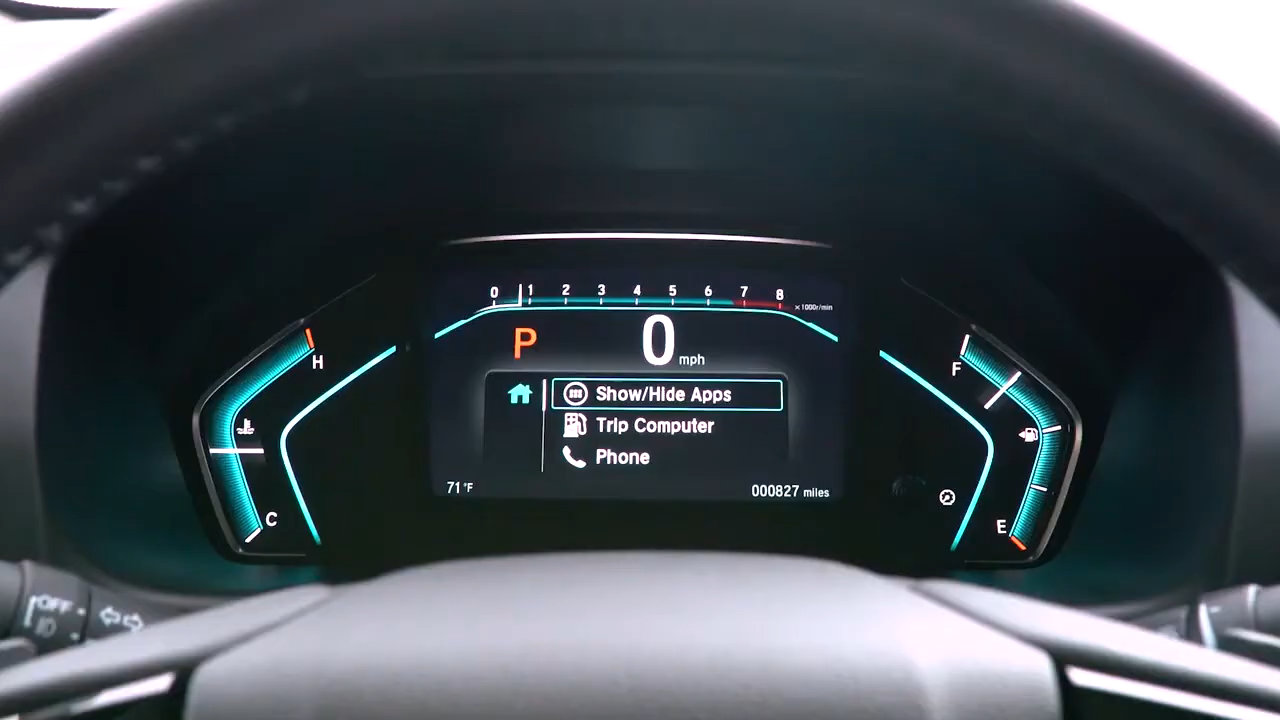 0 1 2 3 4 5 6 7 8 ×1000r/min
P 0 mph
H
F
Show/Hide Apps
Trip Computer
Phone
71°F
000827 miles
C
E
OFF